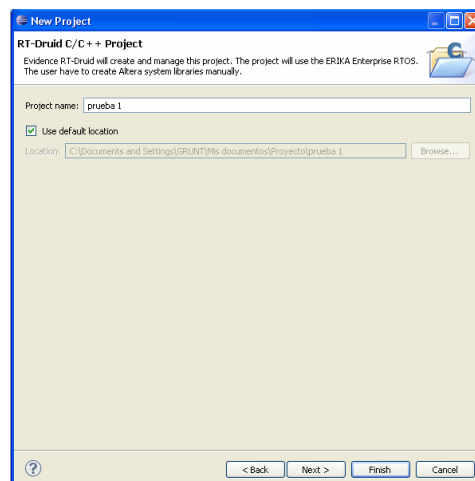 New Project
RT-Druid C/C++ Project
Evidence RT-Druid will create and manage this project. The project will use the ERIKA Enterprise RTOS.
The user have to create Altera system libraries manually.
Project name: prueba 1
Use default location
Location: C:\Documents and Settings\GRUNT\Mis documentos\Proyecto\prueba 1 Browse...
< Back Next > Finish Cancel